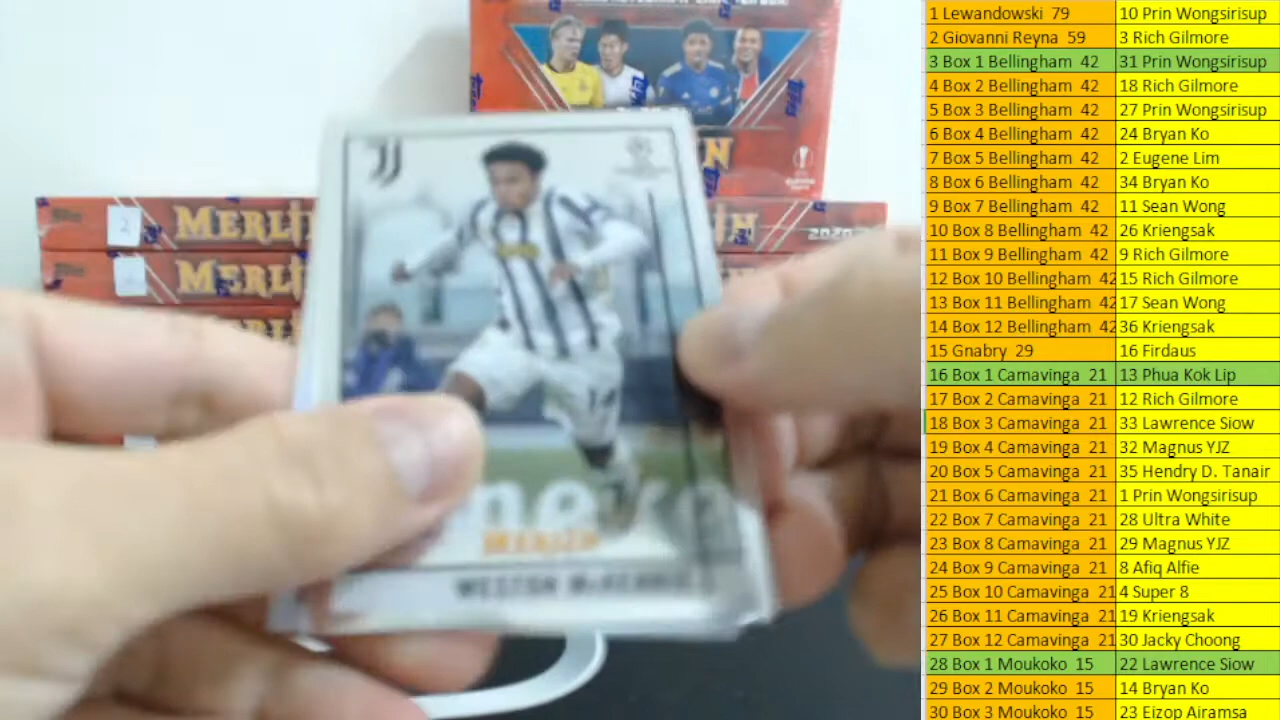 MERLIN
2
MERLIN
MERLIN
2020
topps
WESTON McKENNIE
1 Lewandowski 79 10 Prin Wongsirisup
2 Giovanni Reyna 59 3 Rich Gilmore
3 Box 1 Bellingham 42 31 Prin Wongsirisup
4 Box 2 Bellingham 42 18 Rich Gilmore
5 Box 3 Bellingham 42 27 Prin Wongsirisup
6 Box 4 Bellingham 42 24 Bryan Ko
7 Box 5 Bellingham 42 2 Eugene Lim
8 Box 6 Bellingham 42 34 Bryan Ko
9 Box 7 Bellingham 42 11 Sean Wong
10 Box 8 Bellingham 42 26 Kriengsak
11 Box 9 Bellingham 42 9 Rich Gilmore
12 Box 10 Bellingham 42 15 Rich Gilmore
13 Box 11 Bellingham 42 17 Sean Wong
14 Box 12 Bellingham 42 36 Kriengsak
15 Gnabry 29 16 Firdaus
16 Box 1 Camavinga 21 13 Phua Kok Lip
17 Box 2 Camavinga 21 12 Rich Gilmore
18 Box 3 Camavinga 21 33 Lawrence Siow
19 Box 4 Camavinga 21 32 Magnus YJZ
20 Box 5 Camavinga 21 35 Hendry D. Tanair
21 Box 6 Camavinga 21 1 Prin Wongsirisup
22 Box 7 Camavinga 21 28 Ultra White
23 Box 8 Camavinga 21 29 Magnus YJZ
24 Box 9 Camavinga 21 8 Afiq Alfie
25 Box 10 Camavinga 21 4 Super 8
26 Box 11 Camavinga 21 19 Kriengsak
27 Box 12 Camavinga 21 30 Jacky Choong
28 Box 1 Moukoko 15 22 Lawrence Siow
29 Box 2 Moukoko 15 14 Bryan Ko
30 Box 3 Moukoko 15 23 Eizop Airamsa